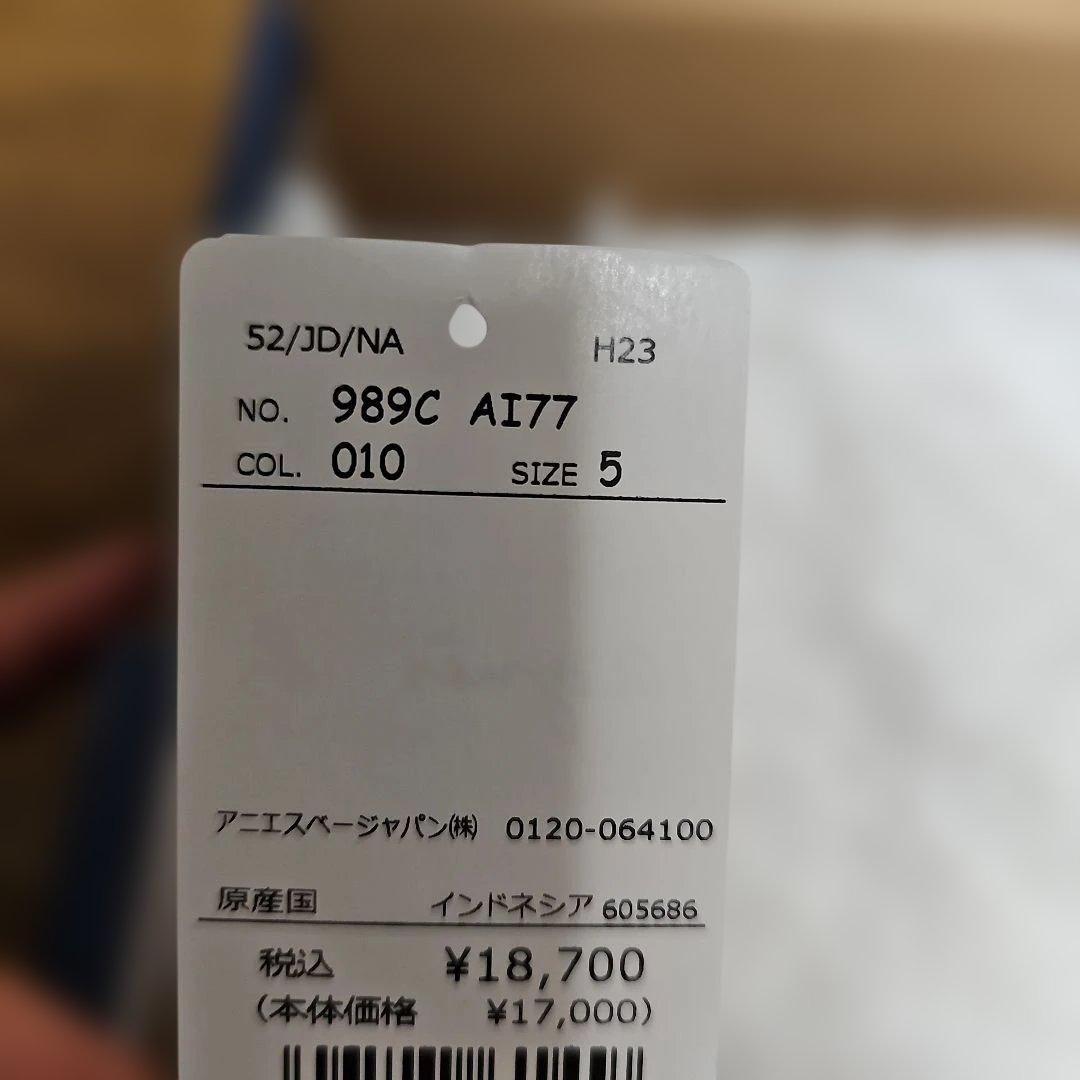 52/JD/NA H23
NO. 989C AI77
COL. 010 SIZE 5
アニエスベージャパン㈱ 0120-064100
原産国 インドネシア 605686
税込 ¥18,700
(本体価格 ¥17,000)